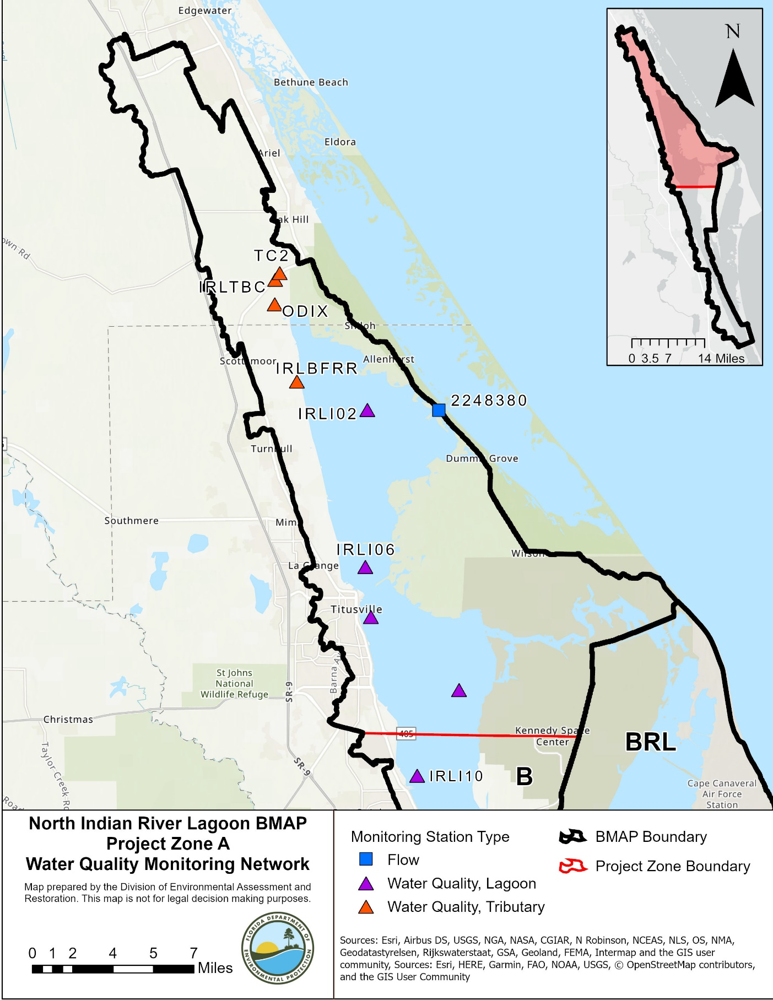 Edgewater
Bethune Beach
Eldora
Ariel
ak Hill
own Rd
TC2
IRLTBC
ODIX
Shiloh
Allenhurst
Scottsmoor
IRLBFRR
2248380
IRLI02
Turnbull
Dummit Grove
Southmere
Mims
IRLI06
Wilson
La Grange
Titusville
Barna Av
St Johns
National
Wildlife Refuge
SR-9
Christmas
405
Kennedy Space
Center
BRL
Taylor Creek Rd
SR-9
IRLI10
B
Cape Canaveral
Air Force
Station
Road
N
0 3.5 7 14 Miles
North Indian River Lagoon BMAP
Project Zone A
Water Quality Monitoring Network
Map prepared by the Division of Environmental Assessment and
Restoration. This map is not for legal decision making purposes.
0 1 2 4 5 7
Miles
FLORIDA DEPARTMENT OF
ENVIRONMENTAL PROTECTION
Monitoring Station Type
Flow
Water Quality, Lagoon
Water Quality, Tributary
BMAP Boundary
Project Zone Boundary
Sources: Esri, Airbus DS, USGS, NGA, NASA, CGIAR, N Robinson, NCEAS, NLS, OS, NMA,
Geodatastyrelsen, Rijkswaterstaat, GSA, Geoland, FEMA, Intermap and the GIS user
community, Sources: Esri, HERE, Garmin, FAO, NOAA, USGS, © OpenStreetMap contributors,
and the GIS User Community